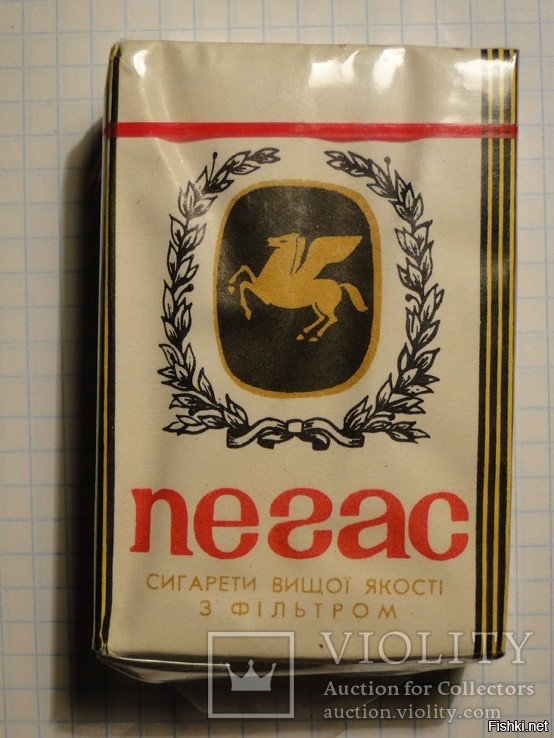 пегас
СИГАРЕТИ ВИЩОЇ ЯКОСТІ
З ФІЛЬТРОМ
VIOLITY
Auction for Collectors
auction.violity.com
Fishki.net